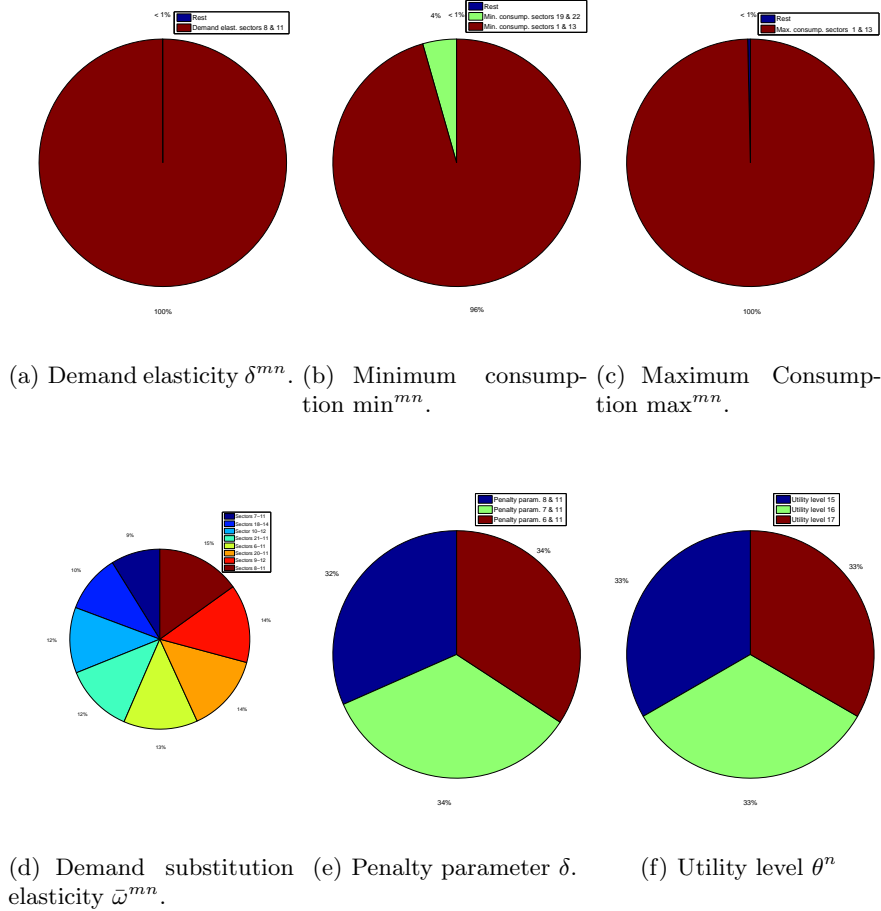 < 1%
Rest
Demand elast. sectors 8 & 11
100%
4%
< 1%
Rest
Min. consump. sectors 19 & 22
Min. consump. sectors 1 & 13
96%
< 1%
Rest
Max. consump. sectors 1 & 13
100%
(a) Demand elasticity δ^{mn}.
(b) Minimum consump-
tion min^{mn}.
(c) Maximum Consump-
tion max^{mn}.
Sectors 7−11
Sectors 18−14
Sector 10−12
Sectors 21−11
Sectors 6−11
Sectors 20−11
Sectors 9−12
Sectors 8−11
9%
10%
12%
12%
13%
14%
14%
15%
Penalty param. 8 & 11
Penalty param. 7 & 11
Penalty param. 6 & 11
32%
34%
34%
Utility level 15
Utility level 16
Utility level 17
33%
33%
33%
(d) Demand substitution
elasticity ω̄^{mn}.
(e) Penalty parameter δ.
(f) Utility level θ^n